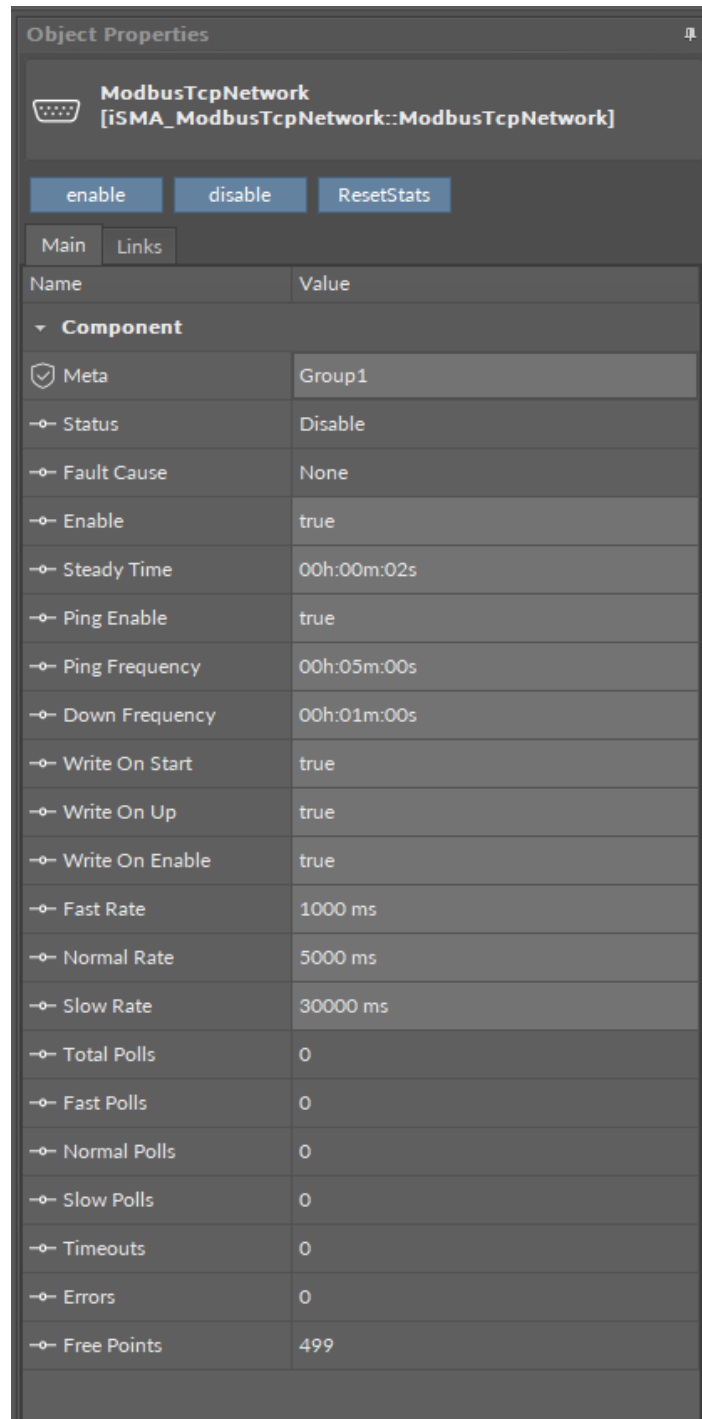 Object Properties
ModbusTcpNetwork
[iSMA_ModbusTcpNetwork::ModbusTcpNetwork]
enable disable ResetStats
Main Links
Name Value
Component
Meta Group1
Status Disable
Fault Cause None
Enable true
Steady Time 00h:00m:02s
Ping Enable true
Ping Frequency 00h:05m:00s
Down Frequency 00h:01m:00s
Write On Start true
Write On Up true
Write On Enable true
Fast Rate 1000 ms
Normal Rate 5000 ms
Slow Rate 30000 ms
Total Polls 0
Fast Polls 0
Normal Polls 0
Slow Polls 0
Timeouts 0
Errors 0
Free Points 499